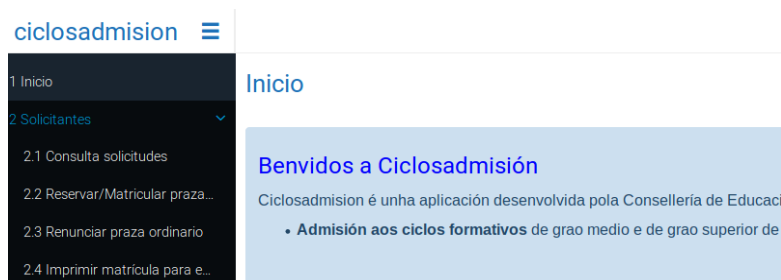 ciclosadmision
1 Inicio
2 Solicitantes
2.1 Consulta solicitudes
2.2 Reservar/Matricular praza...
2.3 Renunciar praza ordinario
2.4 Imprimir matrícula para e...
Inicio
Benvidos a Ciclosadmisión
Ciclosadmision é unha aplicación desenvolvida pola Consellería de Educaci
• Admisión aos ciclos formativos de grao medio e de grao superior de